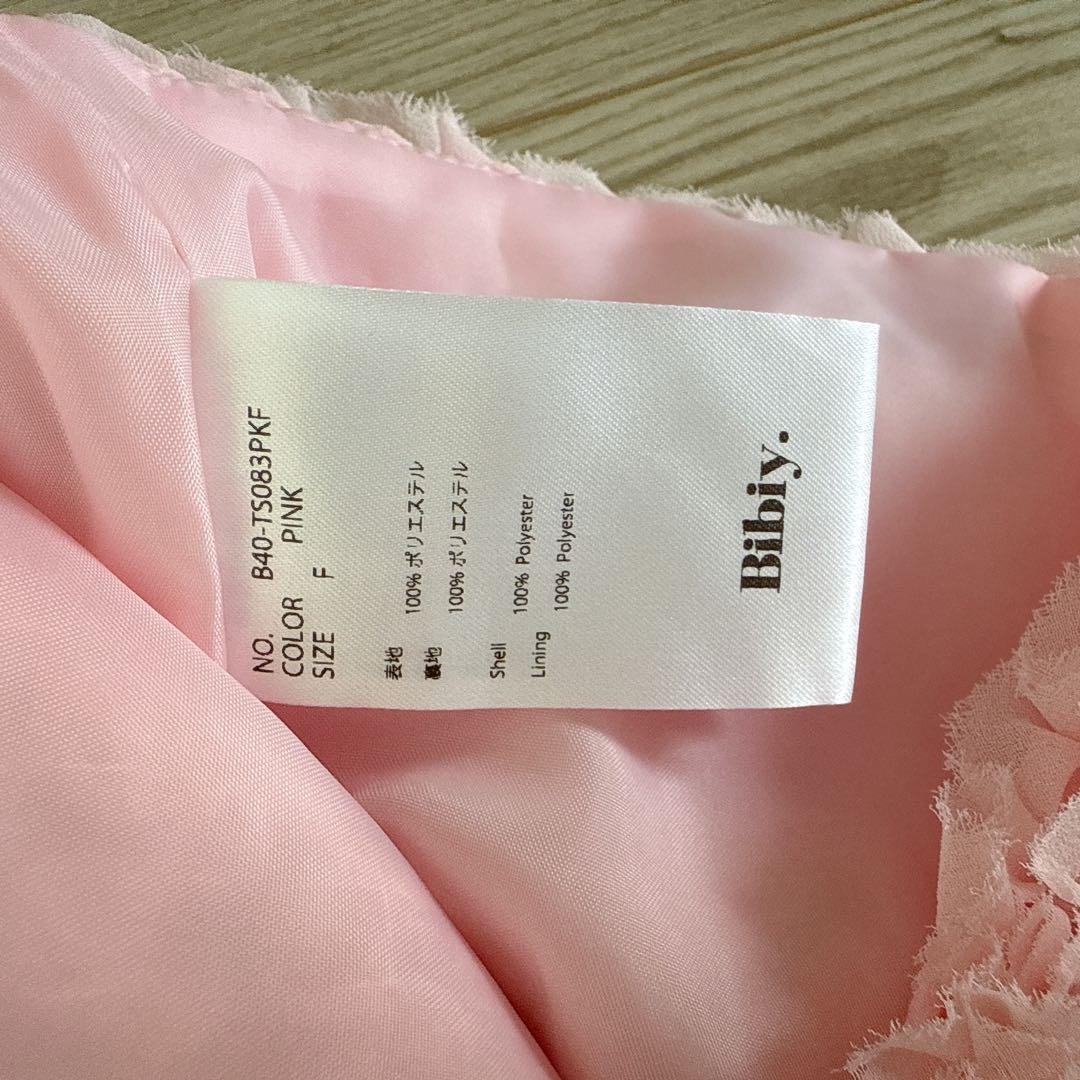 NO. B40-TS083PKF
COLOR PINK
SIZE F
表地 100% ポリエステル
裏地 100% ポリエステル
Shell 100% Polyester
Lining 100% Polyester
Bibiy.